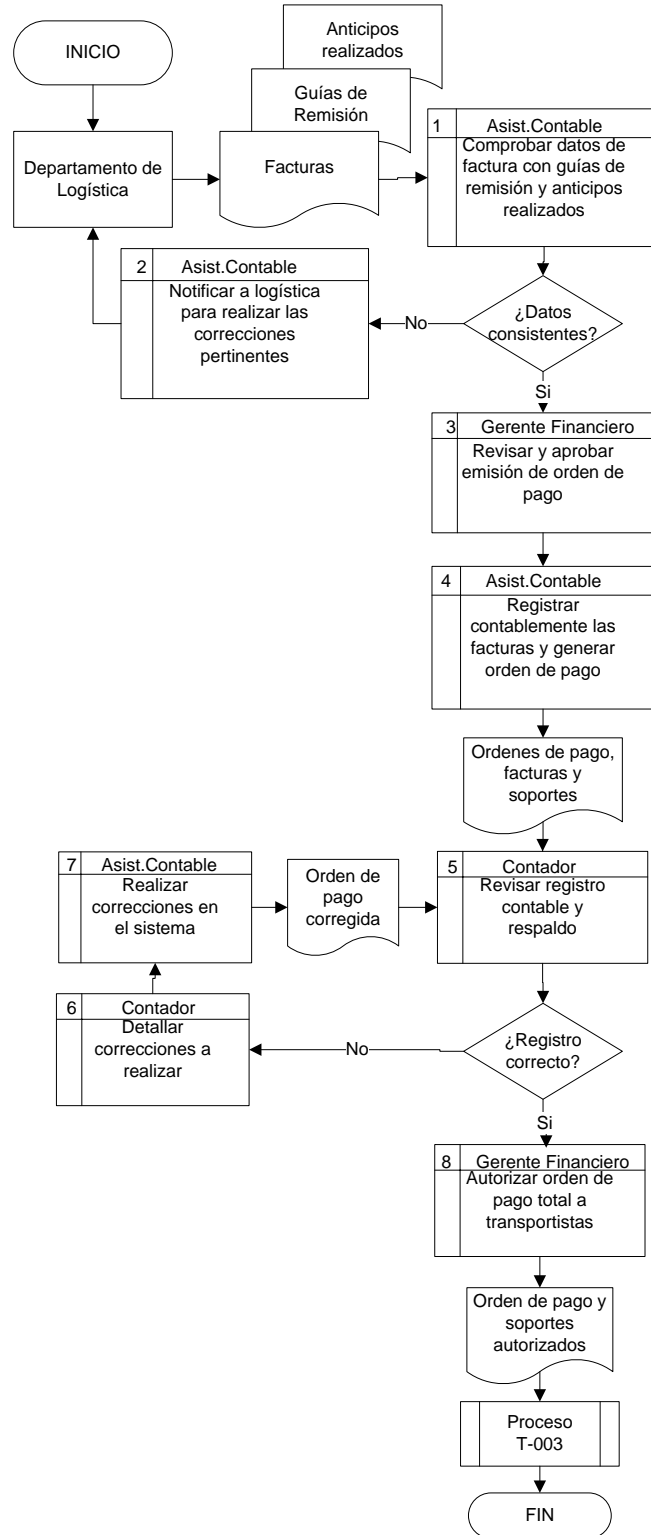 INICIO
Anticipos
realizados
Guías de
Remisión
Facturas
Departamento de
Logística
1 Asist.Contable
Comprobar datos de
factura con guías de
remisión y anticipos
realizados
2 Asist.Contable
Notificar a logística
para realizar las
correcciones
pertinentes
No
¿Datos
consistentes?
Si
3 Gerente Financiero
Revisar y aprobar
emisión de orden de
pago
4 Asist.Contable
Registrar
contablemente las
facturas y generar
orden de pago
Ordenes de pago,
facturas y
soportes
7 Asist.Contable
Realizar
correcciones en
el sistema
Orden de
pago
corregida
5 Contador
Revisar registro
contable y
respaldo
6 Contador
Detallar
correcciones a
realizar
No
¿Registro
correcto?
Si
8 Gerente Financiero
Autorizar orden de
pago total a
transportistas
Orden de pago y
soportes
autorizados
Proceso
T-003
FIN